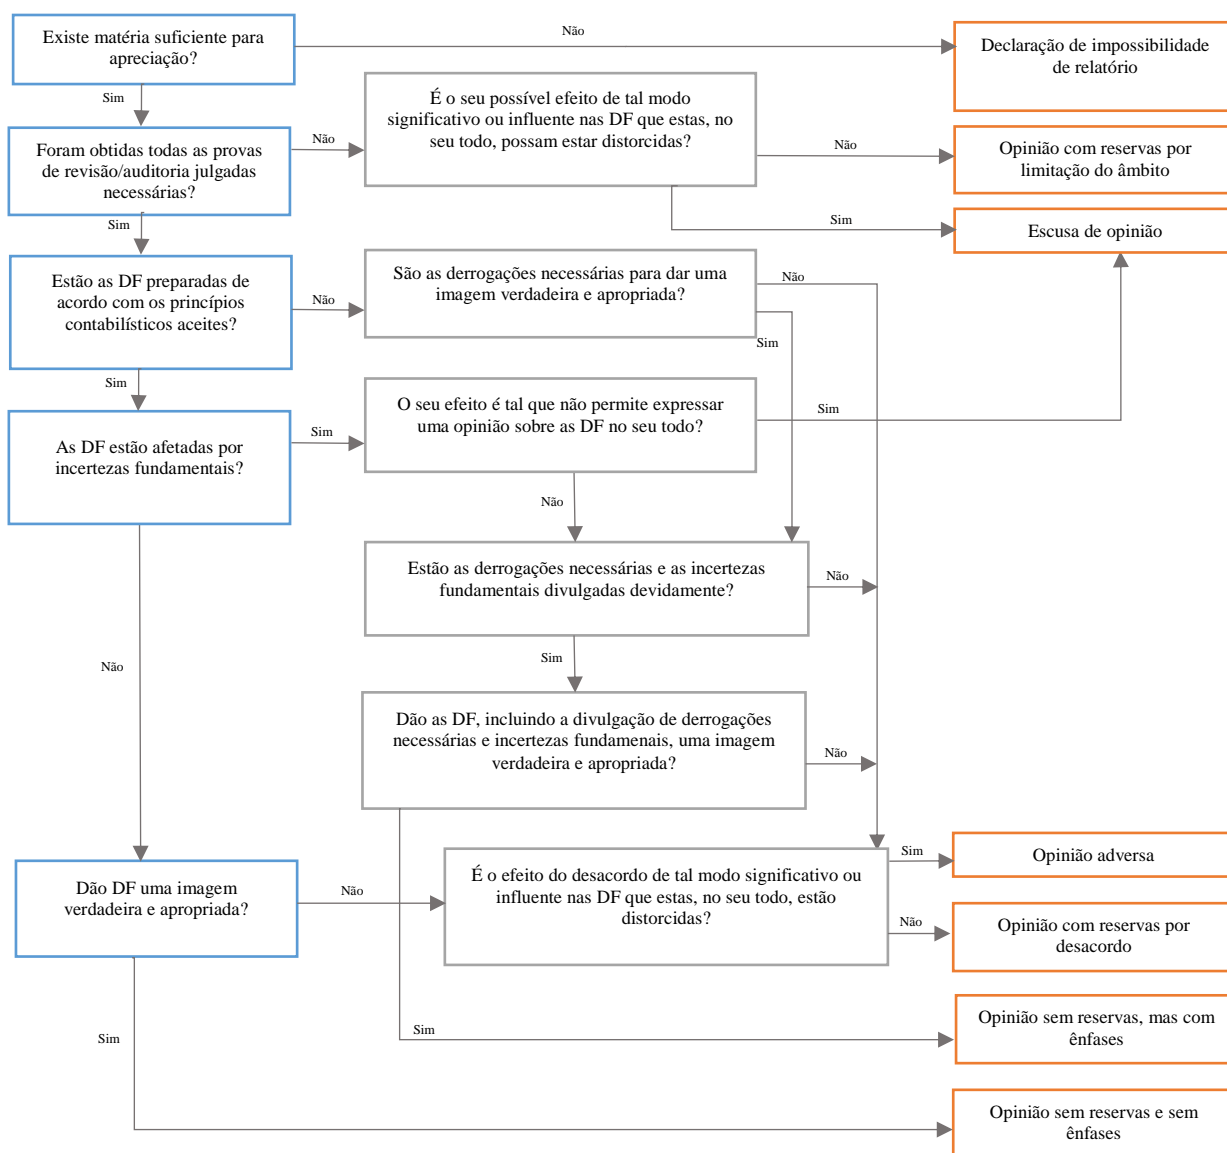 Existe matéria suficiente para
apreciação?
Não
Declaração de impossibilidade
de relatório
Sim
É o seu possível efeito de tal modo
significativo ou influente nas DF que estas, no
seu todo, possam estar distorcidas?
Não
Foram obtidas todas as provas
de revisão/auditoria julgadas
necessárias?
Não
Opinião com reservas por
limitação do âmbito
Sim
Sim
Escusa de opinião
Estão as DF preparadas de
acordo com os princípios
contabilísticos aceites?
Não
São as derrogações necessárias para dar uma
imagem verdadeira e apropriada?
Não
Sim
Sim
O seu efeito é tal que não permite expressar
uma opinião sobre as DF no seu todo?
Sim
As DF estão afetadas por
incertezas fundamentais?
Sim
Não
Estão as derrogações necessárias e as incertezas
fundamentais divulgadas devidamente?
Não
Não
Sim
Dão as DF, incluindo a divulgação de derrogações
necessárias e incertezas fundamenais, uma imagem
verdadeira e apropriada?
Não
Dão DF uma imagem
verdadeira e apropriada?
Não
É o efeito do desacordo de tal modo significativo ou
influente nas DF que estas, no seu todo, estão
distorcidas?
Sim
Opinião adversa
Não
Opinião com reservas por
desacordo
Sim
Sim
Opinião sem reservas, mas com
ênfases
Opinião sem reservas e sem
ênfases